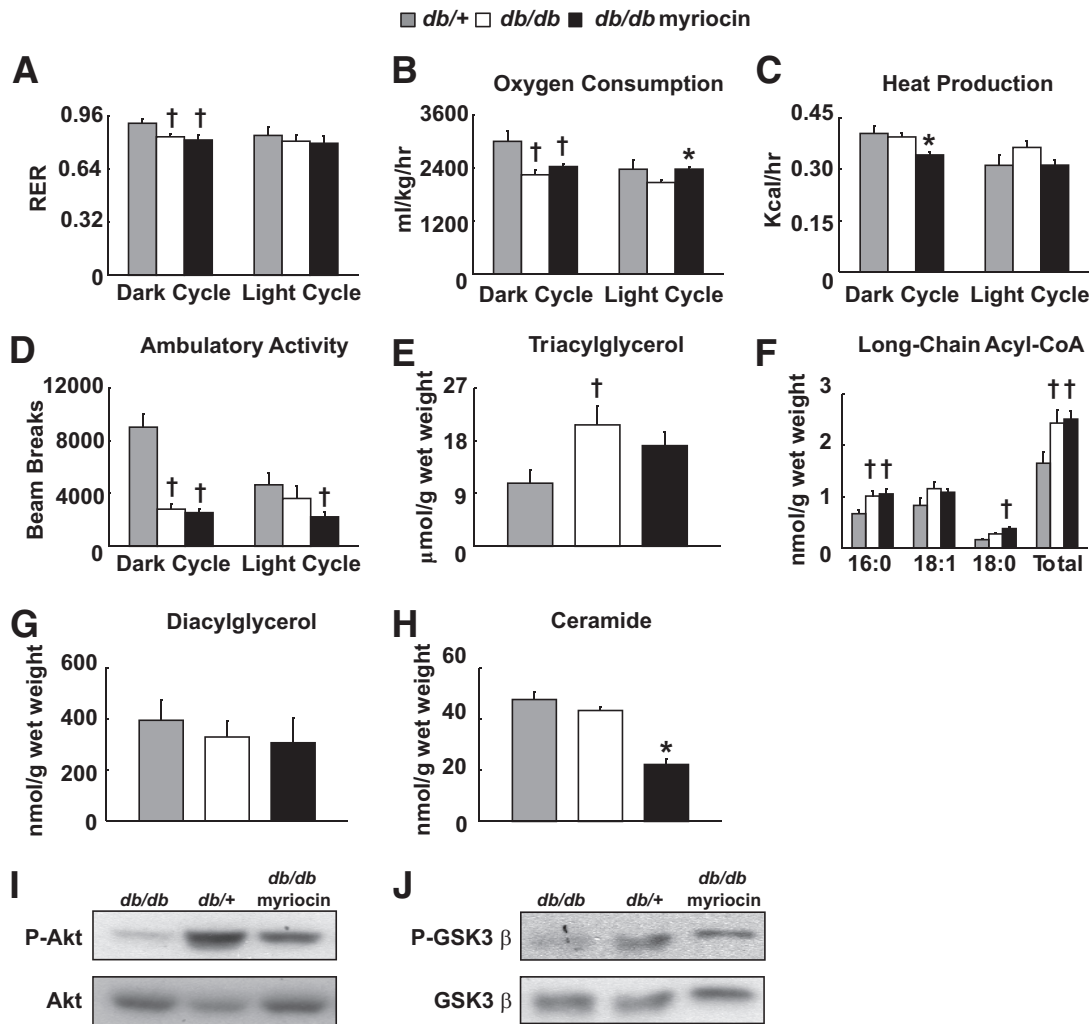 db/+ db/db db/db myriocin
A
RER
0.96
0.64
0.32
0
†
†
Dark Cycle Light Cycle
B
Oxygen Consumption
ml/kg/hr
3600
2400
1200
0
†
†
*
Dark Cycle Light Cycle
C
Heat Production
Kcal/hr
0.45
0.30
0.15
0
*
Dark Cycle Light Cycle
D
Ambulatory Activity
Beam Breaks
12000
8000
4000
0
†
†
†
Dark Cycle Light Cycle
E
Triacylglycerol
μmol/g wet weight
27
18
9
0
†
F
Long-Chain Acyl-CoA
nmol/g wet weight
3
2
1
0
††
†
††
16:0 18:1 18:0 Total
G
Diacylglycerol
nmol/g wet weight
600
400
200
0
H
Ceramide
nmol/g wet weight
60
40
20
0
*
I
db/db db/+ db/db
myriocin
P-Akt
Akt
J
db/db db/+ db/db
myriocin
P-GSK3 β
GSK3 β